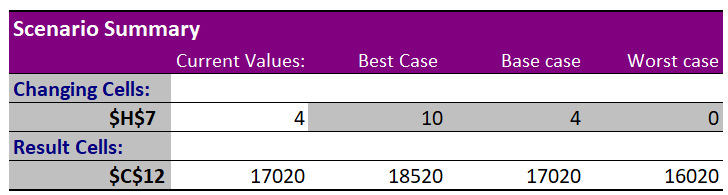 Scenario Summary
Current Values: Best Case Base case Worst case
Changing Cells:
$H$7 4 10 4 0
Result Cells:
$C$12 17020 18520 17020 16020